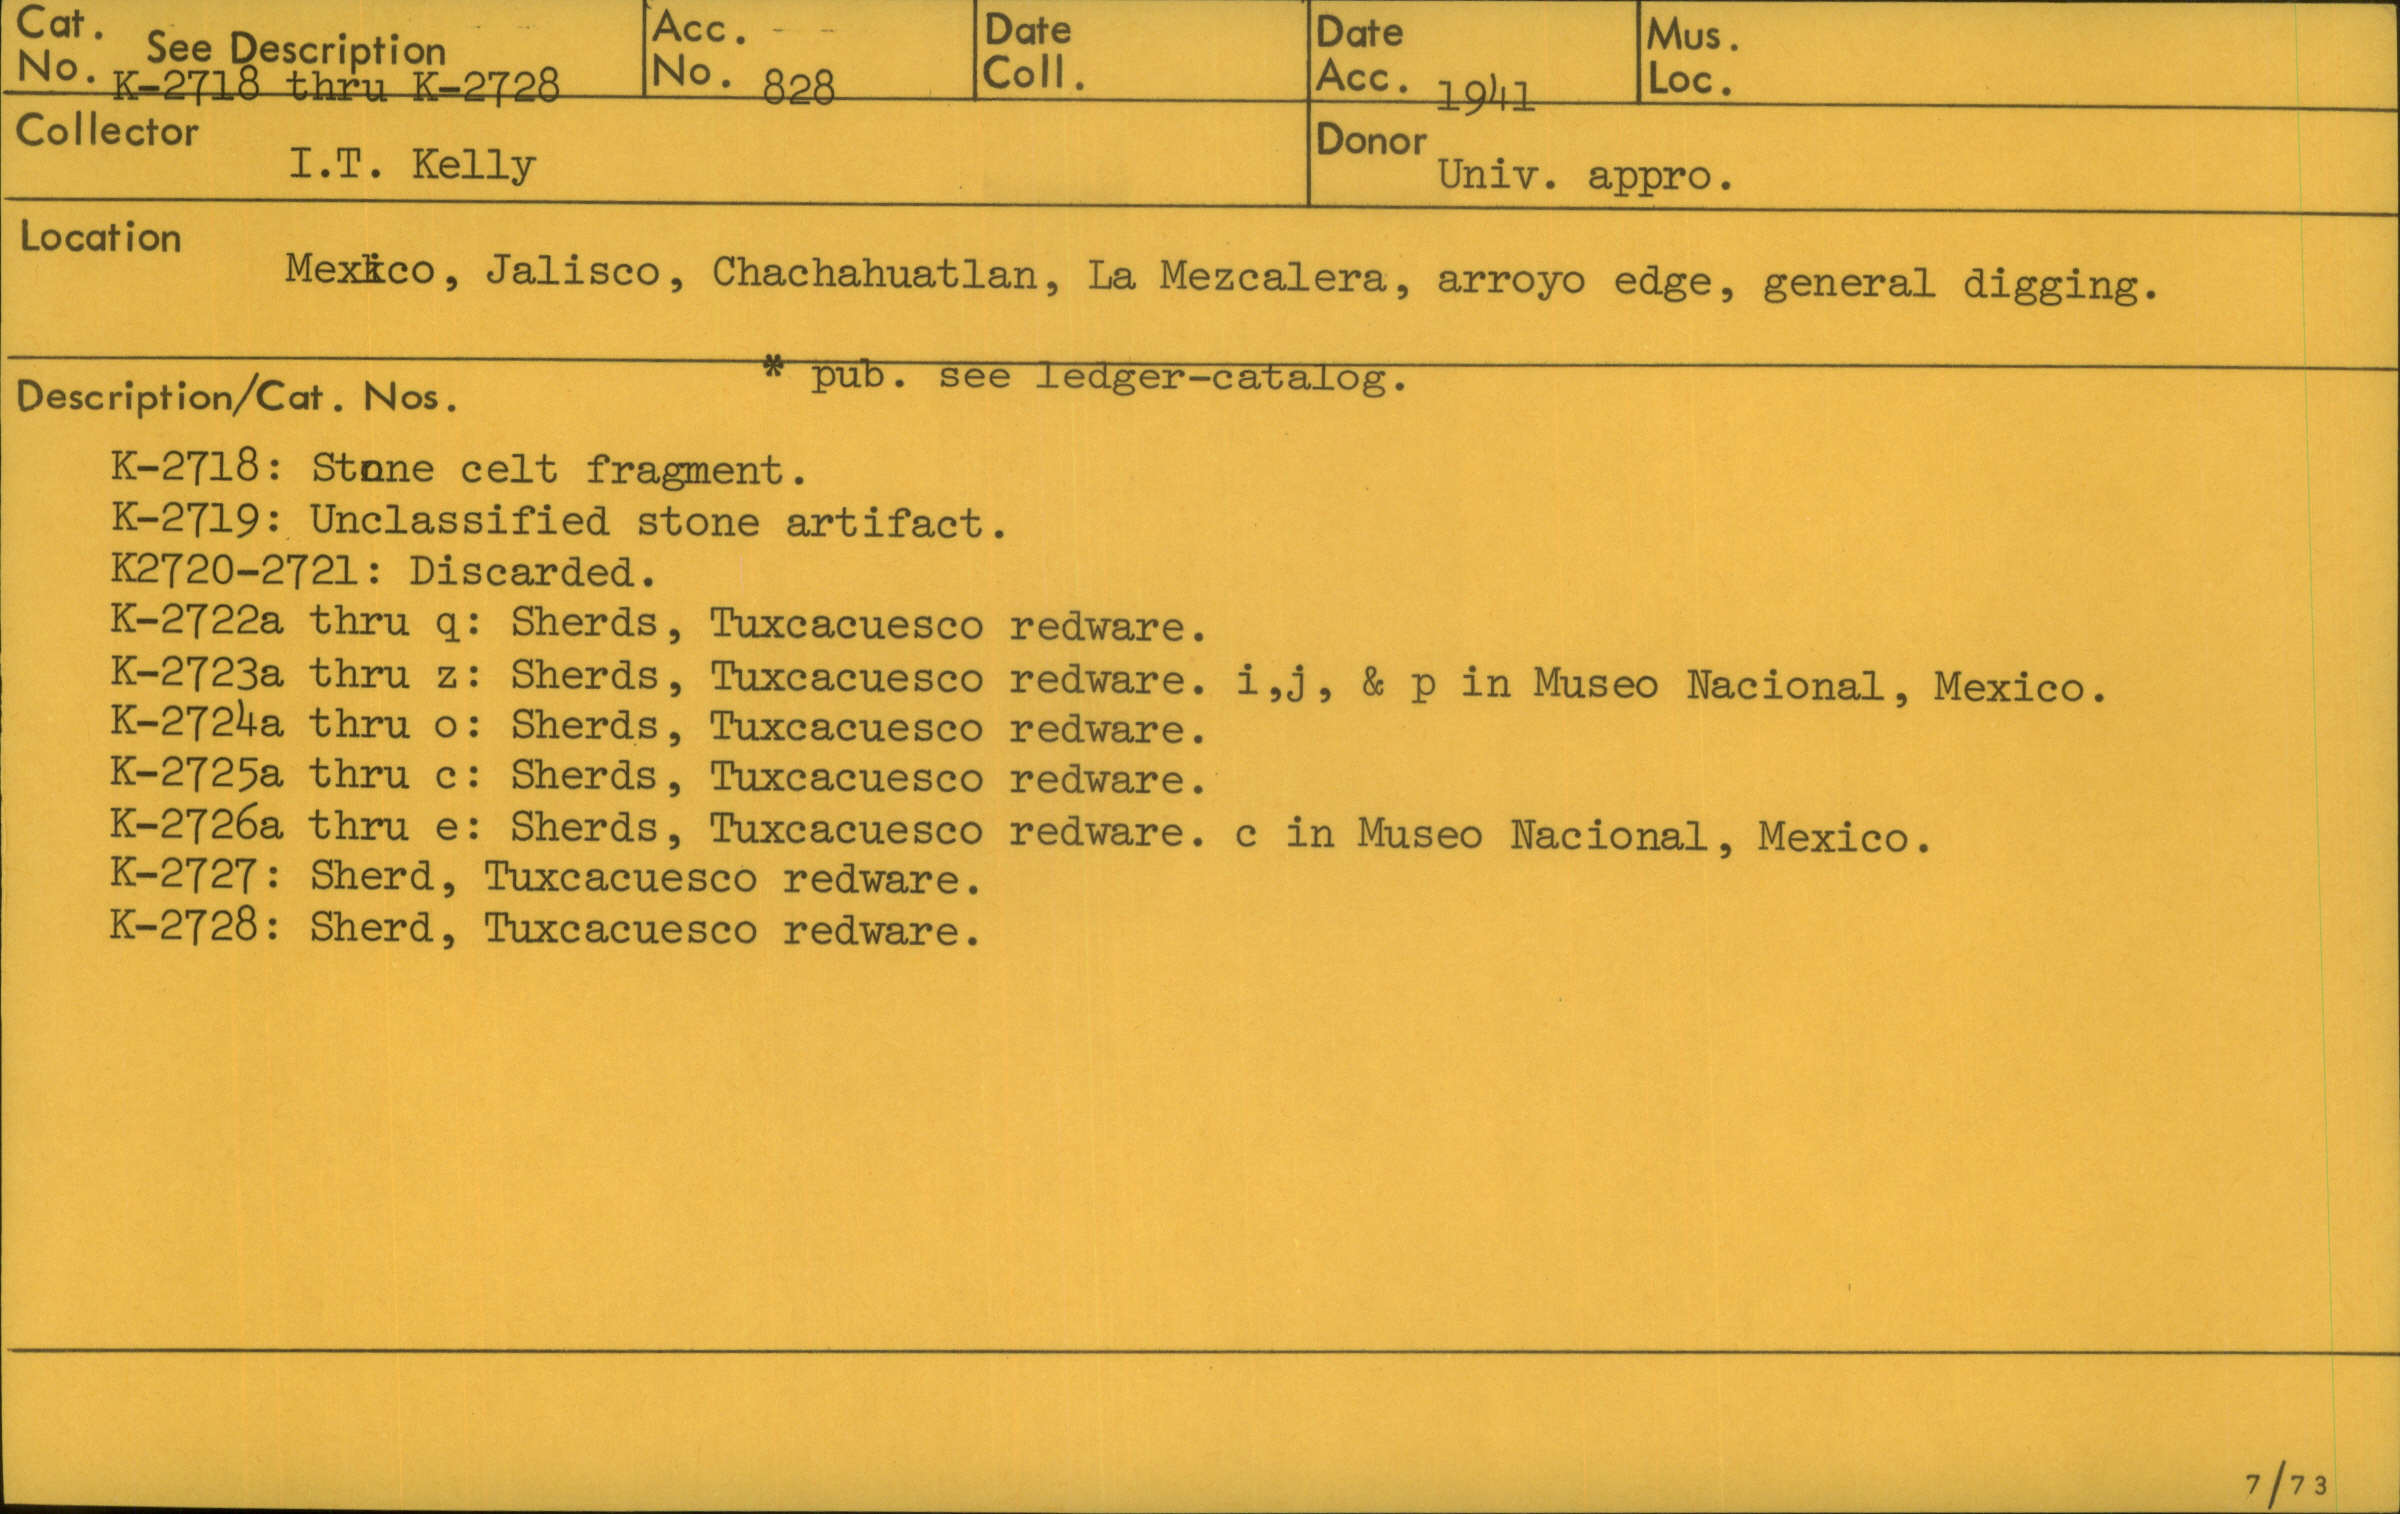 Cat. No. See Description K-2718 thru K-2728
Acc. No. 828
Date Coll.
Date Acc. 1941
Mus. Loc.
Collector I.T. Kelly
Donor Univ. appro.
Location Mexico, Jalisco, Chachahuatlan, La Mezcalera, arroyo edge, general digging.
* pub. see ledger-catalog.
Description/Cat. Nos.
K-2718: Stone celt fragment.
K-2719: Unclassified stone artifact.
K2720-2721: Discarded.
K-2722a thru q: Sherds, Tuxcacuesco redware.
K-2723a thru z: Sherds, Tuxcacuesco redware. i,j, & p in Museo Nacional, Mexico.
K-2724a thru o: Sherds, Tuxcacuesco redware.
K-2725a thru c: Sherds, Tuxcacuesco redware.
K-2726a thru e: Sherds, Tuxcacuesco redware. c in Museo Nacional, Mexico.
K-2727: Sherd, Tuxcacuesco redware.
K-2728: Sherd, Tuxcacuesco redware.
7/73